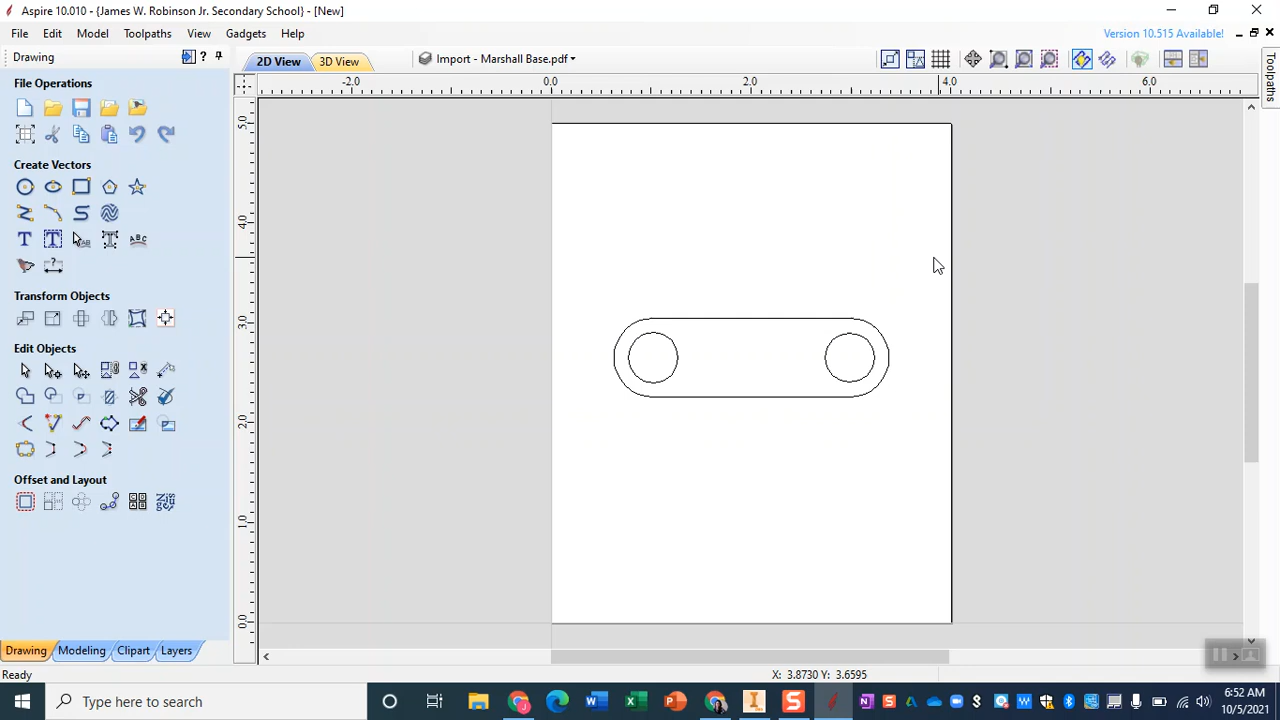 Aspire 10.010 - {James W. Robinson Jr. Secondary School} - [New]
File Edit Model Toolpaths View Gadgets Help
Version 10.515 Available!
Drawing
2D View 3D View Import - Marshall Base.pdf
File Operations
-2.0 0.0 2.0 4.0 6.0
Toolpaths
Create Vectors
Transform Objects
Edit Objects
Offset and Layout
5.0
4.0
3.0
2.0
1.0
0.0
Drawing Modeling Clipart Layers
Ready
X: 3.8730 Y: 3.6595
Type here to search
6:52 AM
10/5/2021